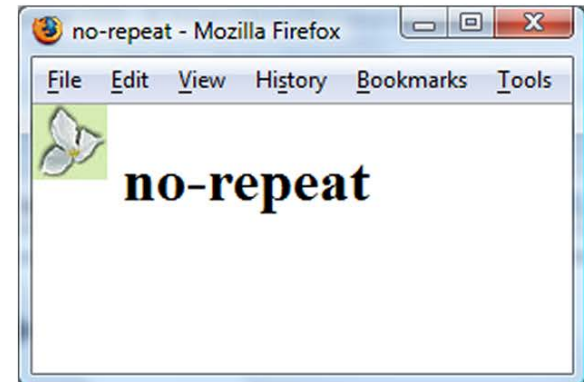 no-repeat - Mozilla Firefox
File Edit View History Bookmarks Tools
no-repeat